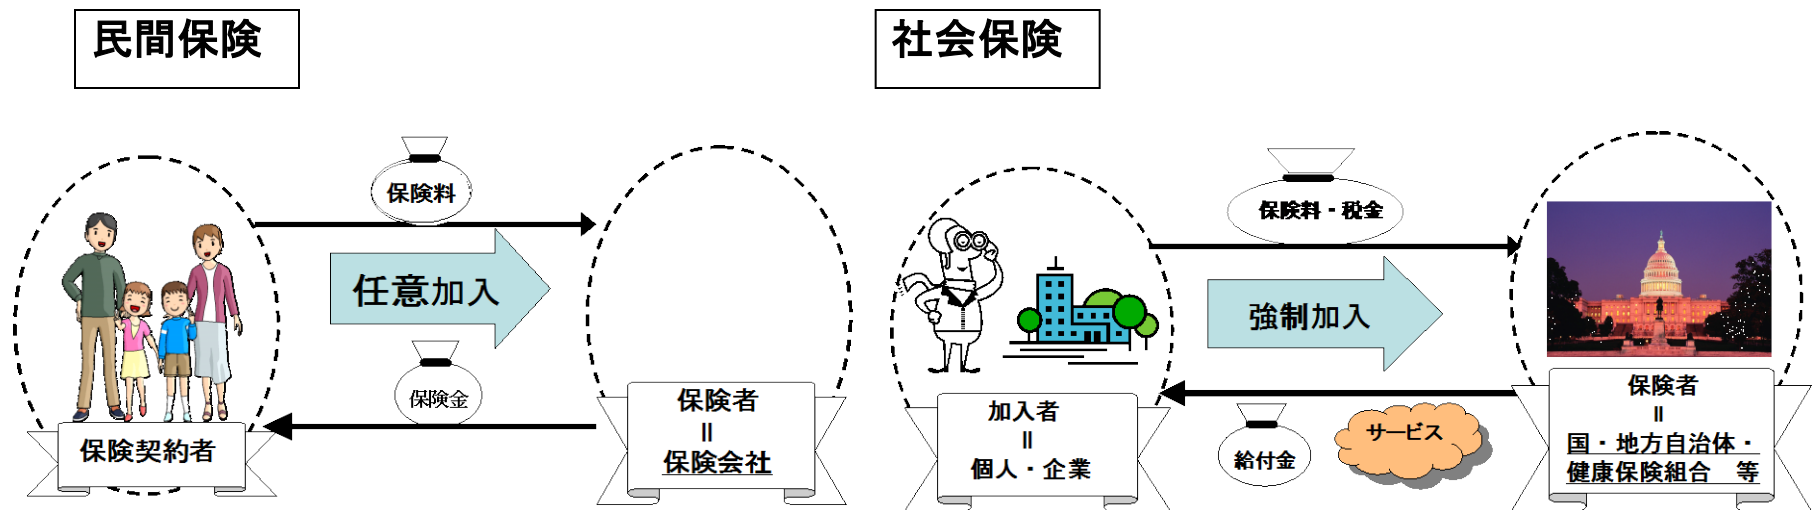 民間保険
保険料
任意加入
保険金
保険契約者
保険者
＝
保険会社
社会保険
保険料・税金
強制加入
給付金
サービス
加入者
＝
個人・企業
保険者
＝
国・地方自治体・
健康保険組合　等